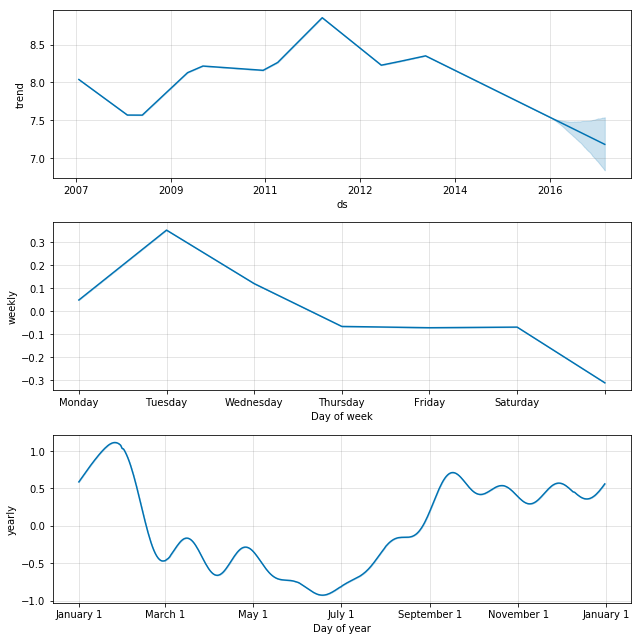 8.5
8.0
7.5
7.0
trend
2007 2009 2011 2012 2014 2016
ds
0.3
0.2
0.1
0.0
−0.1
−0.2
−0.3
weekly
Monday Tuesday Wednesday Thursday Friday Saturday
Day of week
1.0
0.5
0.0
−0.5
−1.0
yearly
January 1 March 1 May 1 July 1 September 1 November 1 January 1
Day of year